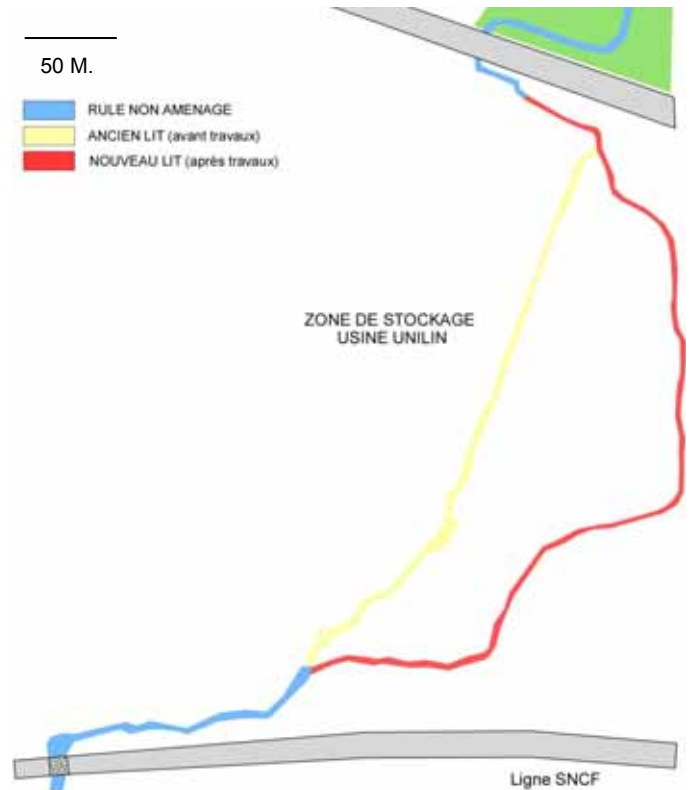 50 M.
RULE NON AMENAGE
ANCIEN LIT (avant travaux)
NOUVEAU LIT (après travaux)
ZONE DE STOCKAGE
USINE UNILIN
Ligne SNCF